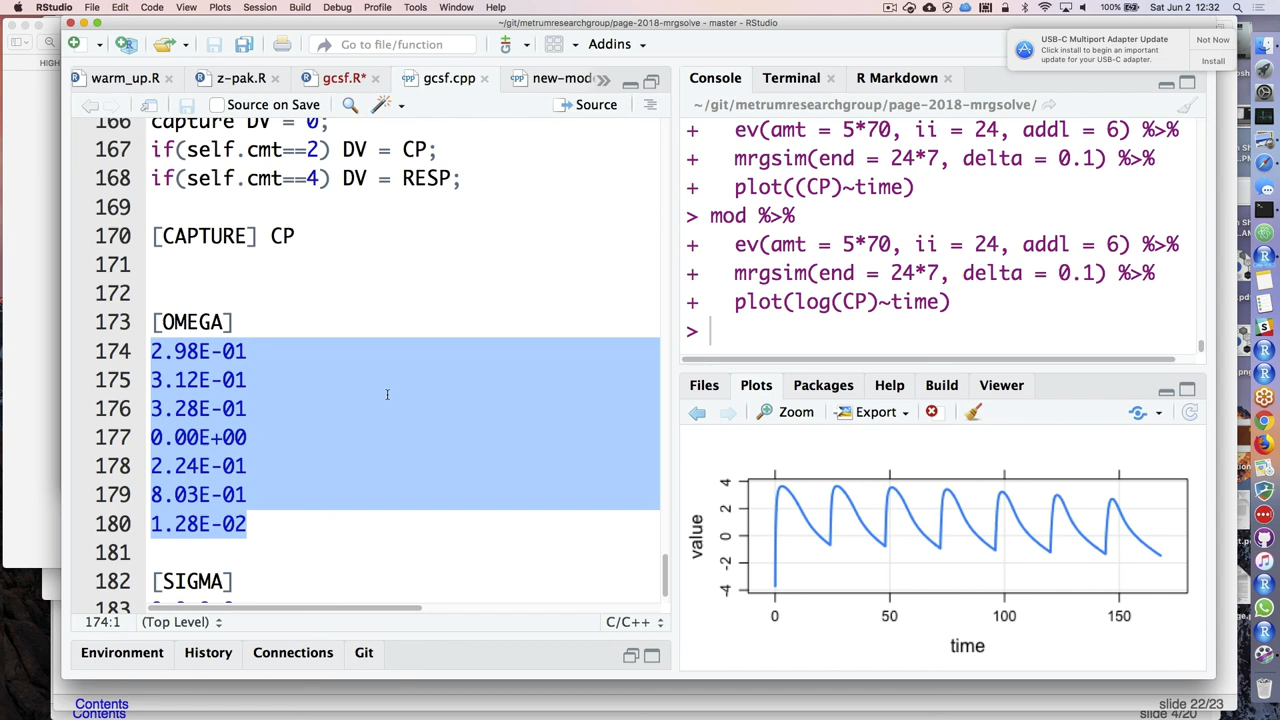 RStudio File Edit Code View Plots Session Build Debug Profile Tools Window Help 100% Sat Jun 2 12:32
~/git/metrumresearchgroup/page-2018-mrgsolve - master - RStudio
Go to file/function Addins
USB-C Multiport Adapter Update
Click install to begin an important
update for your USB-C adapter.
Not Now
Install
HIGH
warm_up.R z-pak.R gcsf.R* gcsf.cpp new-mod
Source on Save Source
166 capture DV = 0;
167 if(self.cmt==2) DV = CP;
168 if(self.cmt==4) DV = RESP;
169
170 [CAPTURE] CP
171
172
173 [OMEGA]
174 2.98E-01
175 3.12E-01
176 3.28E-01
177 0.00E+00
178 2.24E-01
179 8.03E-01
180 1.28E-02
181
182 [SIGMA]
183
174:1 (Top Level) C/C++
Environment History Connections Git
Console Terminal R Markdown
~/git/metrumresearchgroup/page-2018-mrgsolve/
+ ev(amt = 5*70, ii = 24, addl = 6) %>%
+ mrgsim(end = 24*7, delta = 0.1) %>%
+ plot((CP)~time)
> mod %>%
+ ev(amt = 5*70, ii = 24, addl = 6) %>%
+ mrgsim(end = 24*7, delta = 0.1) %>%
+ plot(log(CP)~time)
>
Files Plots Packages Help Build Viewer
Zoom Export
value
4
2
0
-2
-4
0 50 100 150
time
Contents
Contents
slide 22/23
slide 4/20